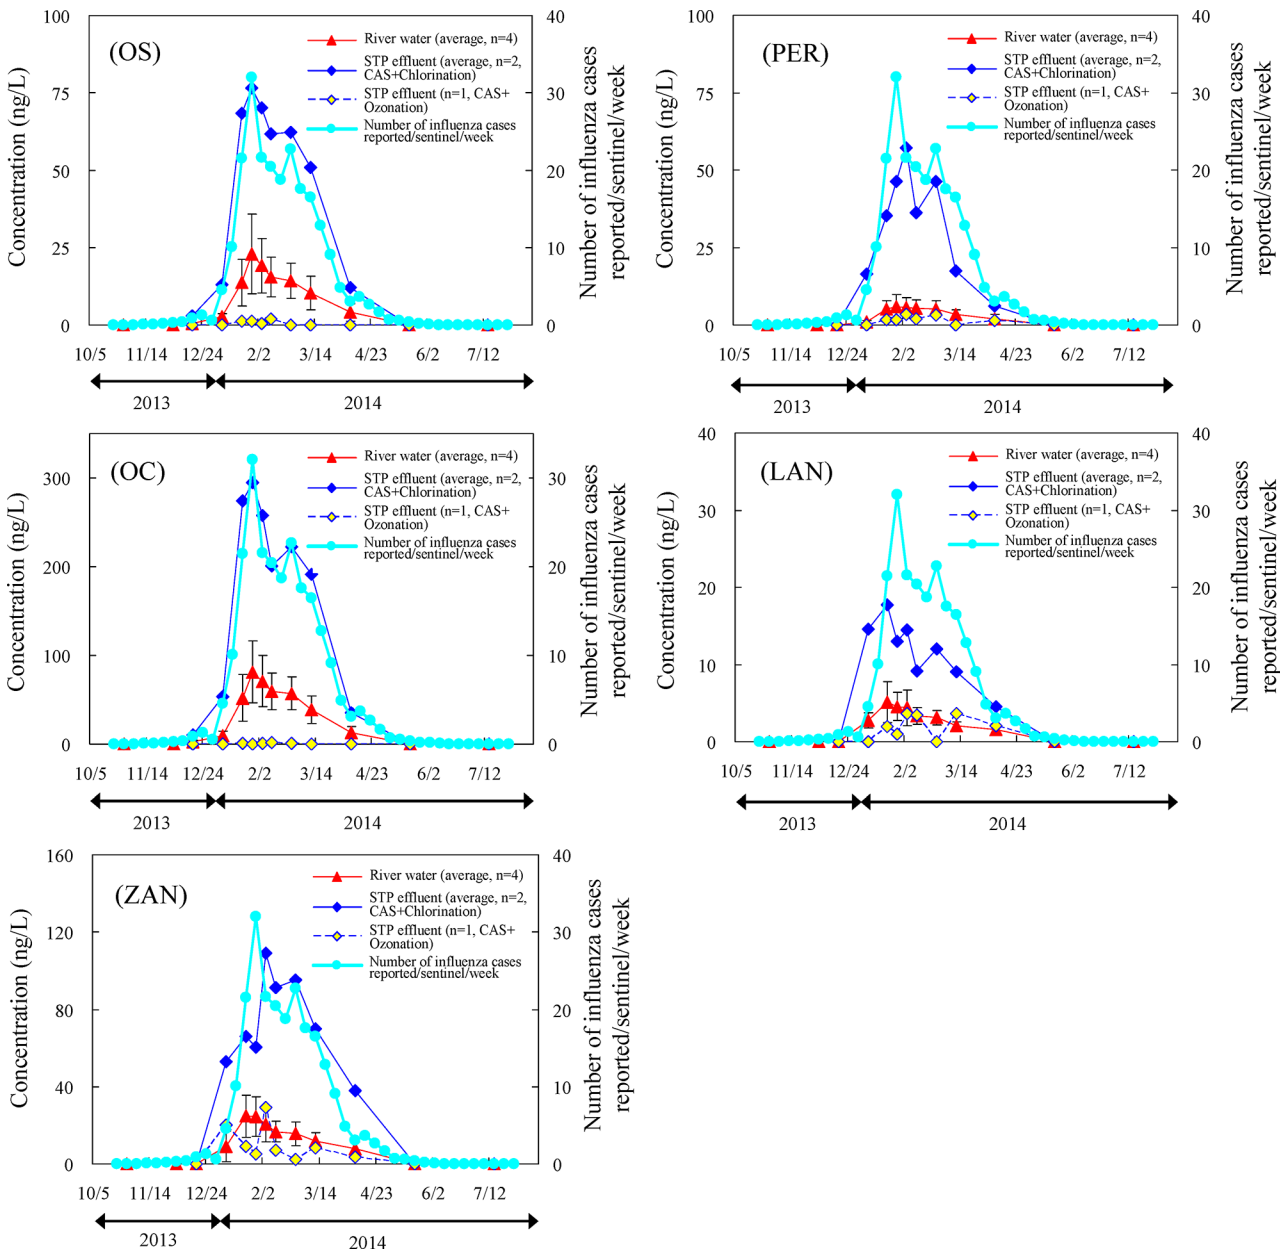 (OS)
River water (average, n=4)
STP effluent (average, n=2,
CAS+Chlorination)
STP effluent (n=1, CAS+
Ozonation)
Number of influenza cases
reported/sentinel/week
Concentration (ng/L)
100
75
50
25
0
Number of influenza cases
reported/sentinel/week
40
30
20
10
0
10/5 11/14 12/24 2/2 3/14 4/23 6/2 7/12
2013 2014
(PER)
River water (average, n=4)
STP effluent (average, n=2,
CAS+Chlorination)
STP effluent (n=1, CAS+
Ozonation)
Number of influenza cases
reported/sentinel/week
Concentration (ng/L)
100
75
50
25
0
Number of influenza cases
reported/sentinel/week
40
30
20
10
0
10/5 11/14 12/24 2/2 3/14 4/23 6/2 7/12
2013 2014
(OC)
River water (average, n=4)
STP effluent (average, n=2,
CAS+Chlorination)
STP effluent (n=1, CAS+
Ozonation)
Number of influenza cases
reported/sentinel/week
Concentration (ng/L)
300
200
100
0
Number of influenza cases
reported/sentinel/week
30
20
10
0
10/5 11/14 12/24 2/2 3/14 4/23 6/2 7/12
2013 2014
(LAN)
River water (average, n=4)
STP effluent (average, n=2,
CAS+Chlorination)
STP effluent (n=1, CAS+
Ozonation)
Number of influenza cases
reported/sentinel/week
Concentration (ng/L)
40
30
20
10
0
Number of influenza cases
reported/sentinel/week
40
30
20
10
0
10/5 11/14 12/24 2/2 3/14 4/23 6/2 7/12
2013 2014
(ZAN)
River water (average, n=4)
STP effluent (average, n=2,
CAS+Chlorination)
STP effluent (n=1, CAS+
Ozonation)
Number of influenza cases
reported/sentinel/week
Concentration (ng/L)
160
120
80
40
0
Number of influenza cases
reported/sentinel/week
40
30
20
10
0
10/5 11/14 12/24 2/2 3/14 4/23 6/2 7/12
2013 2014